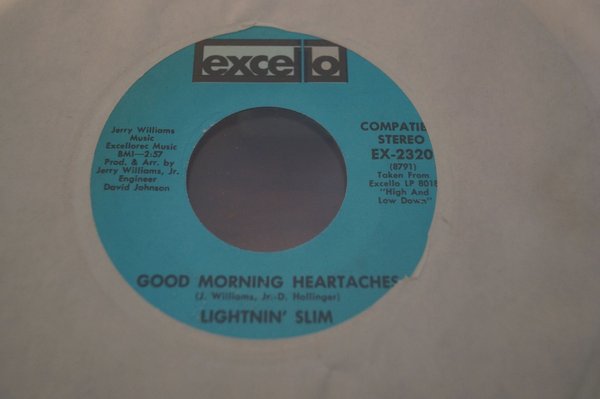 excello
Jerry Williams
Music
Excellorec Music
BMI—2:57
Prod. & Arr. by
Jerry Williams, Jr.
Engineer
David Johnson
COMPATIB
STEREO
EX-2320
(8791)
Taken From
Excello LP 8018
"High And
Low Down"
GOOD MORNING HEARTACHES
(J. Williams, Jr.-D. Hollinger)
LIGHTNIN' SLIM